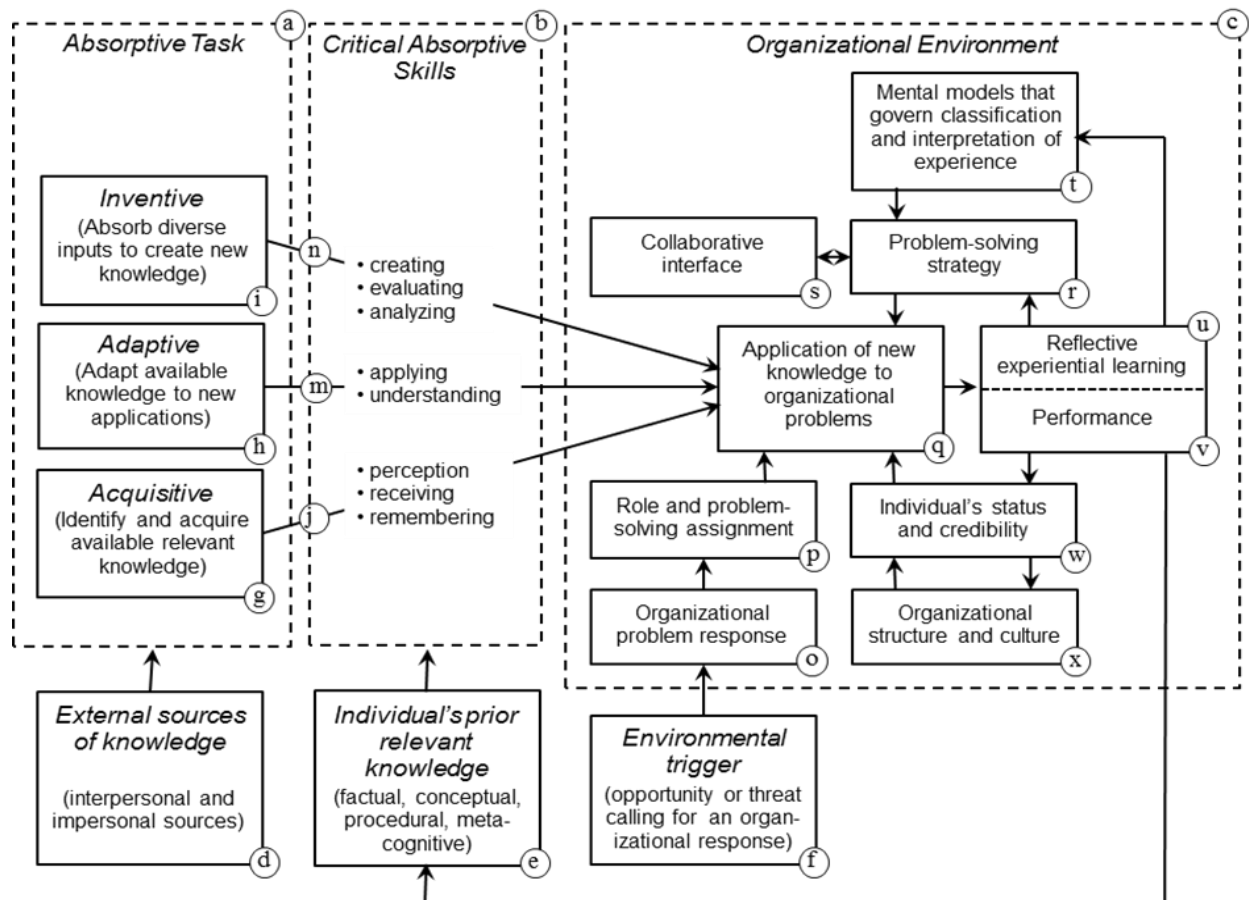 Absorptive Task
a
Critical Absorptive
Skills
b
Organizational Environment
c
Mental models that
govern classification
and interpretation of
experience
t
Inventive
(Absorb diverse
inputs to create new
knowledge)
i
n
• creating
• evaluating
• analyzing
Collaborative
interface
s
Problem-solving
strategy
r
Adaptive
(Adapt available
knowledge to new
applications)
h
m
• applying
• understanding
Application of new
knowledge to
organizational
problems
q
u
Reflective
experiential learning
Performance
v
Acquisitive
(Identify and acquire
available relevant
knowledge)
g
j
• perception
• receiving
• remembering
Role and problem-
solving assignment
p
Individual's status
and credibility
w
Organizational
problem response
o
Organizational
structure and culture
x
External sources
of knowledge
(interpersonal and
impersonal sources)
d
Individual's prior
relevant
knowledge
(factual, conceptual,
procedural, meta-
cognitive)
e
Environmental
trigger
(opportunity or threat
calling for an organ-
izational response)
f